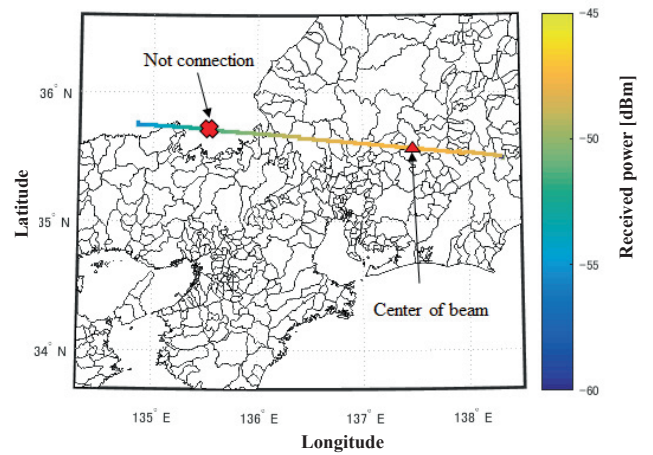 Not connection
Center of beam
36° N
35° N
34° N
Latitude
135° E
136° E
137° E
138° E
Longitude
-45
-50
-55
-60
Received power [dBm]